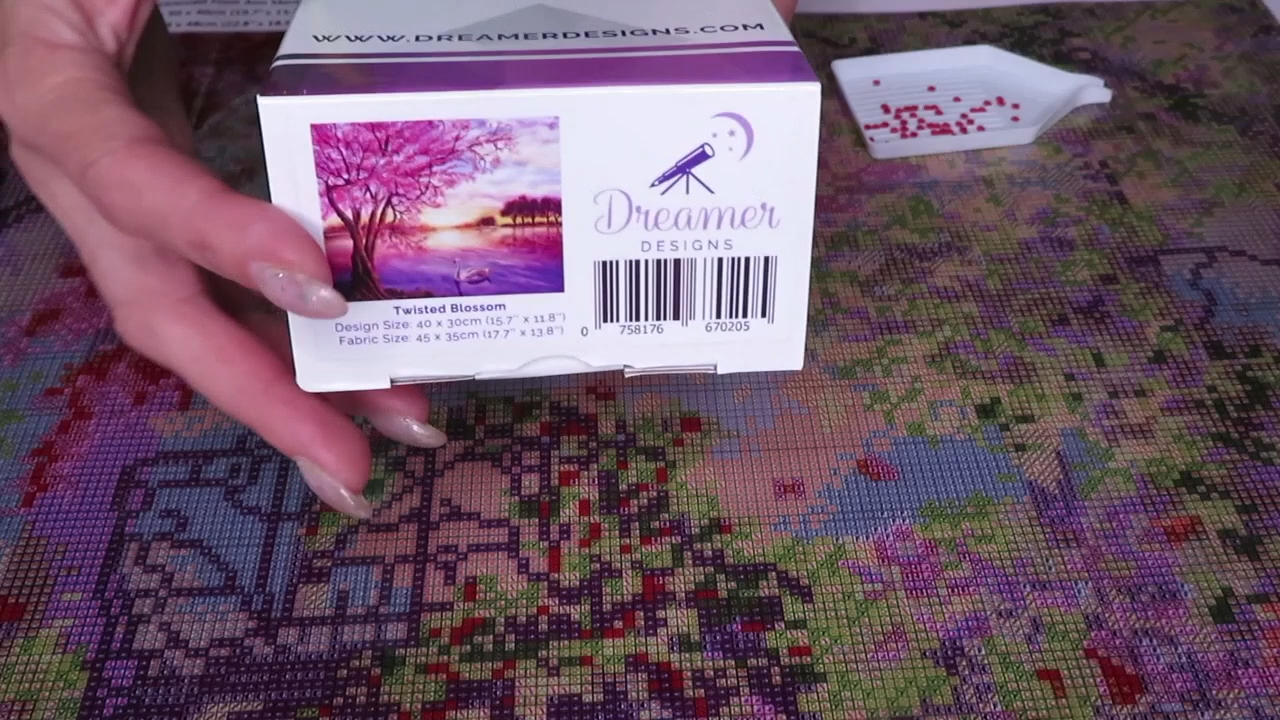 WWW.DREAMERDESIGNS.COM
Dreamer
DESIGNS
Twisted Blossom
Design Size: 40 x 30cm (15.7" x 11.8")
Fabric Size: 45 x 35cm (17.7" x 13.8")
0 758176 670205